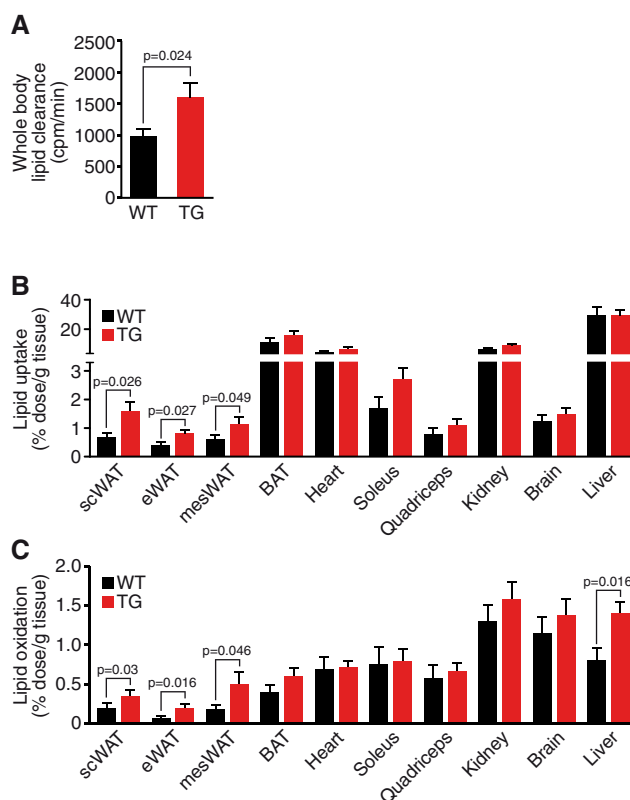 A
Whole body
lipid clearance
(cpm/min)
2500
2000
1500
1000
500
0
p=0.024
WT
TG
B
Lipid uptake
(% dose/g tissue)
40
20
3
2
1
0
WT
TG
p=0.026
p=0.027
p=0.049
scWAT
eWAT
mesWAT
BAT
Heart
Soleus
Quadriceps
Kidney
Brain
Liver
C
Lipid oxidation
(% dose/g tissue)
2.0
1.5
1.0
0.5
0
WT
TG
p=0.03
p=0.016
p=0.046
p=0.016
scWAT
eWAT
mesWAT
BAT
Heart
Soleus
Quadriceps
Kidney
Brain
Liver